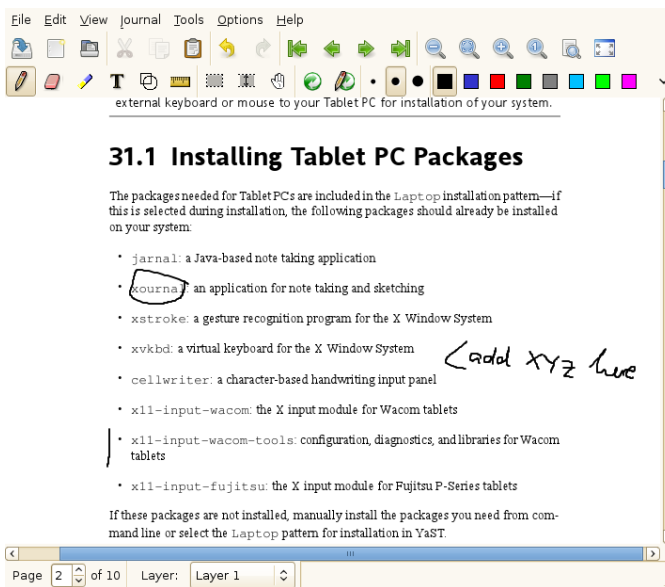 File Edit View Journal Tools Options Help
T
external keyboard or mouse to your Tablet PC for installation of your system.
31.1 Installing Tablet PC Packages
The packages needed for Tablet PCs are included in the Laptop installation pattern—if
this is selected during installation, the following packages should already be installed
on your system:
• jarnal: a Java-based note taking application
• xournal: an application for note taking and sketching
• xstroke: a gesture recognition program for the X Window System
• xvkbd: a virtual keyboard for the X Window System
<add XYZ here
• cellwriter: a character-based handwriting input panel
• x11-input-wacom: the X input module for Wacom tablets
• x11-input-wacom-tools: configuration, diagnostics, and libraries for Wacom
tablets
• x11-input-fujitsu: the X input module for Fujitsu P-Series tablets
If these packages are not installed, manually install the packages you need from com-
mand line or select the Laptop pattern for installation in YaST.
Page 2 of 10 Layer: Layer 1